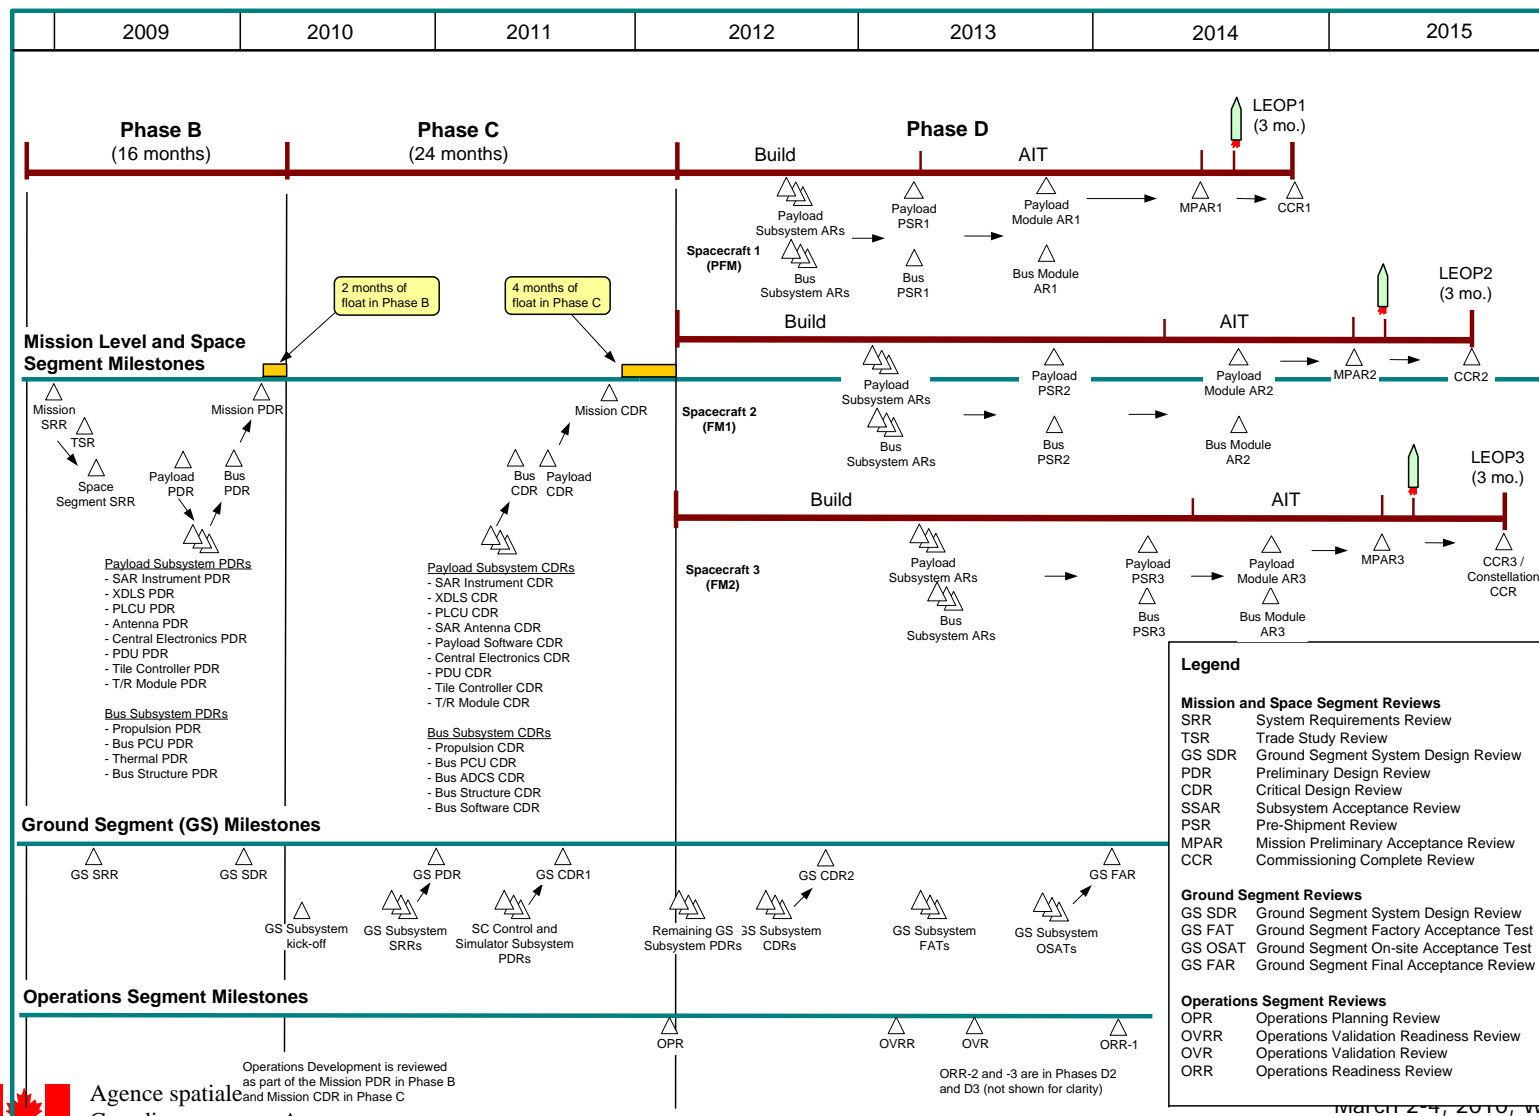 2009
2010
2011
2012
2013
2014
2015
Phase B
(16 months)
Phase C
(24 months)
Phase D
Build
AIT
LEOP1
(3 mo.)
Payload
Subsystem ARs
Bus
Subsystem ARs
Payload
PSR1
Bus
PSR1
Payload
Module AR1
Bus Module
AR1
MPAR1
CCR1
Spacecraft 1
(PFM)
2 months of
float in Phase B
4 months of
float in Phase C
Build
AIT
LEOP2
(3 mo.)
Mission Level and Space
Segment Milestones
Payload
Subsystem ARs
Bus
Subsystem ARs
Payload
PSR2
Bus
PSR2
Payload
Module AR2
Bus Module
AR2
MPAR2
CCR2
Spacecraft 2
(FM1)
Mission
SRR
TSR
Space
Segment SRR
Payload
PDR
Bus
PDR
Mission PDR
Bus
CDR
Payload
CDR
Mission CDR
Build
AIT
LEOP3
(3 mo.)
Spacecraft 3
(FM2)
Payload
Subsystem ARs
Bus
Subsystem ARs
Payload
PSR3
Bus
PSR3
Payload
Module AR3
Bus Module
AR3
MPAR3
CCR3 /
Constellation
CCR
Payload Subsystem PDRs
- SAR Instrument PDR
- XDLS PDR
- PLCU PDR
- Antenna PDR
- Central Electronics PDR
- PDU PDR
- Tile Controller PDR
- T/R Module PDR
Bus Subsystem PDRs
- Propulsion PDR
- Bus PCU PDR
- Thermal PDR
- Bus Structure PDR
Payload Subsystem CDRs
- SAR Instrument CDR
- XDLS CDR
- PLCU CDR
- SAR Antenna CDR
- Payload Software CDR
- Central Electronics CDR
- PDU CDR
- Tile Controller CDR
- T/R Module CDR
Bus Subsystem CDRs
- Propulsion CDR
- Bus PCU CDR
- Bus ADCS CDR
- Bus Structure CDR
- Bus Software CDR
Ground Segment (GS) Milestones
GS SRR
GS SDR
GS Subsystem
kick-off
GS Subsystem
SRRs
GS PDR
SC Control and
Simulator Subsystem
PDRs
GS CDR1
Remaining GS
Subsystem PDRs
GS Subsystem
CDRs
GS CDR2
GS Subsystem
FATs
GS Subsystem
OSATs
GS FAR
Operations Segment Milestones
OPR
OVRR
OVR
ORR-1
Operations Development is reviewed
as part of the Mission PDR in Phase B
and Mission CDR in Phase C
ORR-2 and -3 are in Phases D2
and D3 (not shown for clarity)
Legend
Mission and Space Segment Reviews
SRR System Requirements Review
TSR Trade Study Review
GS SDR Ground Segment System Design Review
PDR Preliminary Design Review
CDR Critical Design Review
SSAR Subsystem Acceptance Review
PSR Pre-Shipment Review
MPAR Mission Preliminary Acceptance Review
CCR Commissioning Complete Review
Ground Segment Reviews
GS SDR Ground Segment System Design Review
GS FAT Ground Segment Factory Acceptance Test
GS OSAT Ground Segment On-site Acceptance Test
GS FAR Ground Segment Final Acceptance Review
Operations Segment Reviews
OPR Operations Planning Review
OVRR Operations Validation Readiness Review
OVR Operations Validation Review
ORR Operations Readiness Review
Agence spatiale
March 2-4, 2010,